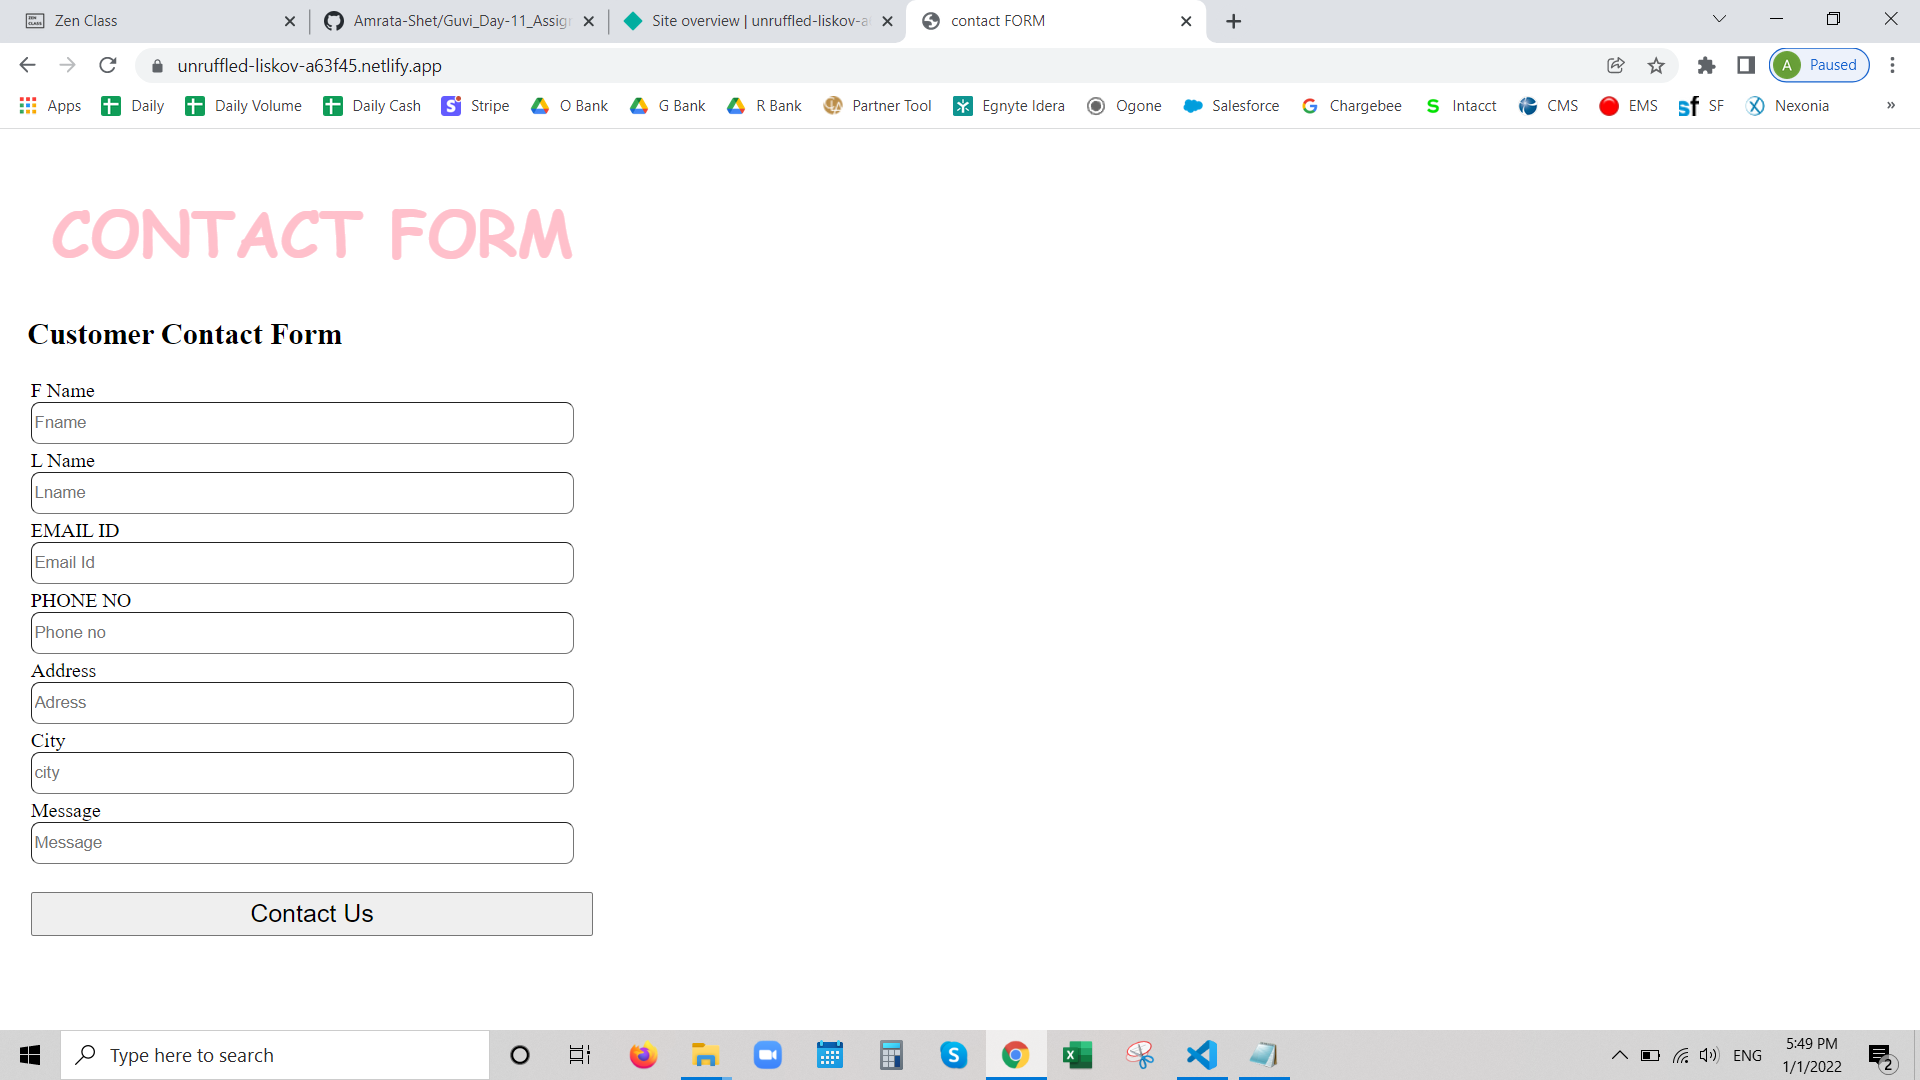 Zen Class
Amrata-Shet/Guvi_Day-11_Assig
Site overview | unruffled-liskov-a
contact FORM
unruffled-liskov-a63f45.netlify.app
A Paused
Apps Daily Daily Volume Daily Cash Stripe O Bank G Bank R Bank Partner Tool Egnyte Idera Ogone Salesforce Chargebee Intacct CMS EMS SF Nexonia »
CONTACT FORM
Customer Contact Form
F Name
Fname
L Name
Lname
EMAIL ID
Email Id
PHONE NO
Phone no
Address
Adress
City
city
Message
Message
Contact Us
Type here to search
ENG
5:49 PM
1/1/2022
2